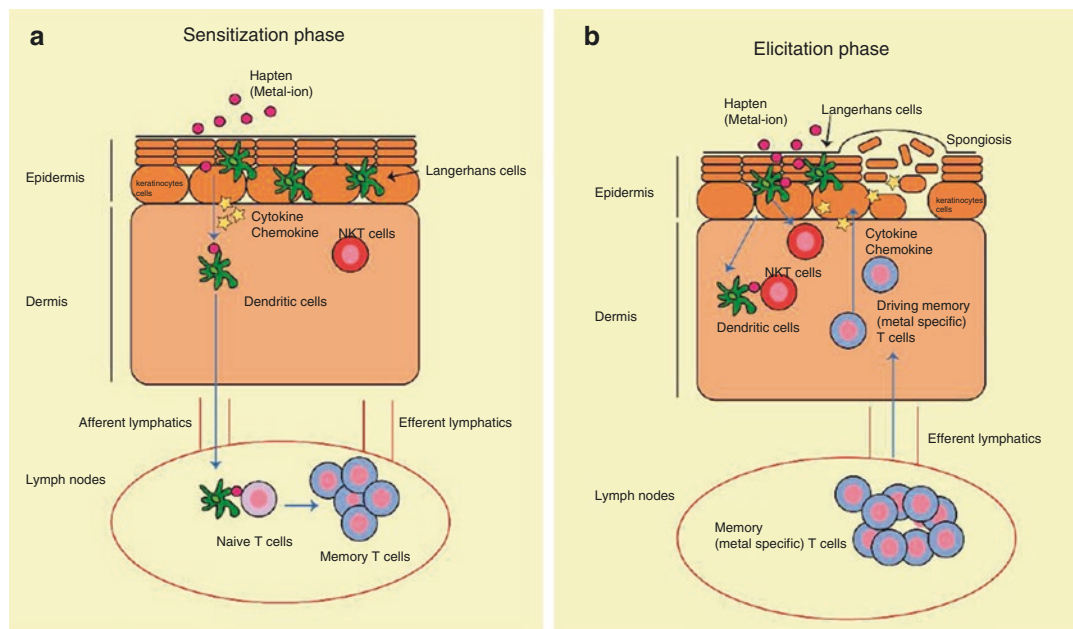 a
Sensitization phase
Hapten
(Metal-ion)
Epidermis
keratinocytes
cells
Langerhans cells
Cytokine
Chemokine
NKT cells
Dermis
Dendritic cells
Afferent lymphatics
Efferent lymphatics
Lymph nodes
Naive T cells
Memory T cells
b
Elicitation phase
Hapten
(Metal-ion)
Langerhans cells
Spongiosis
Epidermis
keratinocytes
cells
Cytokine
Chemokine
NKT cells
Dermis
Dendritic cells
Driving memory
(metal specific)
T cells
Efferent lymphatics
Lymph nodes
Memory
(metal specific) T cells